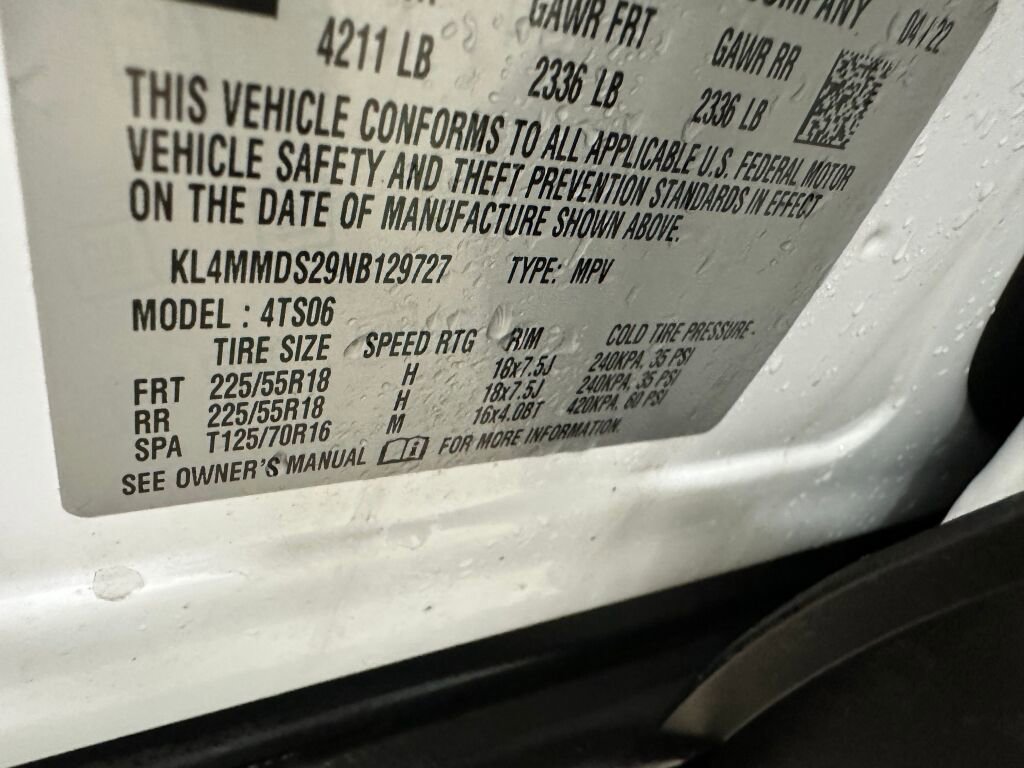 COMPANY 04/22
GAWR FRT GAWR RR
4211 LB 2336 LB 2336 LB
THIS VEHICLE CONFORMS TO ALL APPLICABLE U.S. FEDERAL MOTOR
VEHICLE SAFETY AND THEFT PREVENTION STANDARDS IN EFFECT
ON THE DATE OF MANUFACTURE SHOWN ABOVE.
KL4MMDS29NB129727 TYPE: MPV
MODEL : 4TS06
TIRE SIZE SPEED RTG RIM COLD TIRE PRESSURE
FRT 225/55R18 H 18x7.5J 240KPA, 35 PSI
RR 225/55R18 H 18x7.5J 240KPA, 35 PSI
SPA T125/70R16 M 16x4.0BT 420KPA, 60 PSI
SEE OWNER'S MANUAL FOR MORE INFORMATION.